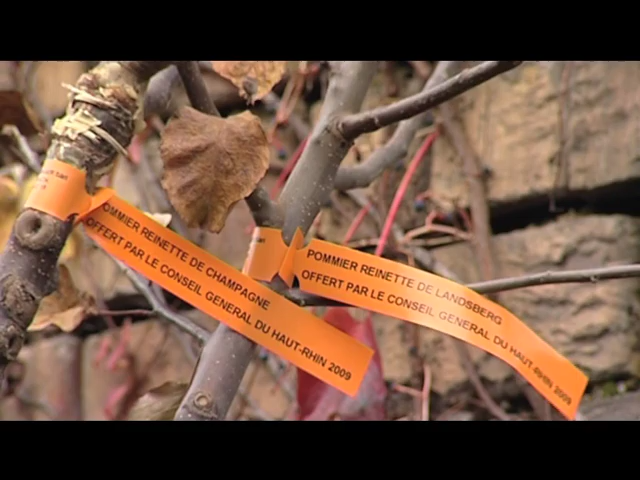 POMMIER REINETTE DE CHAMPAGNE
OFFERT PAR LE CONSEIL GENERAL DU HAUT-RHIN 2009
POMMIER REINETTE DE LANDSBERG
OFFERT PAR LE CONSEIL GENERAL DU HAUT-RHIN 2009